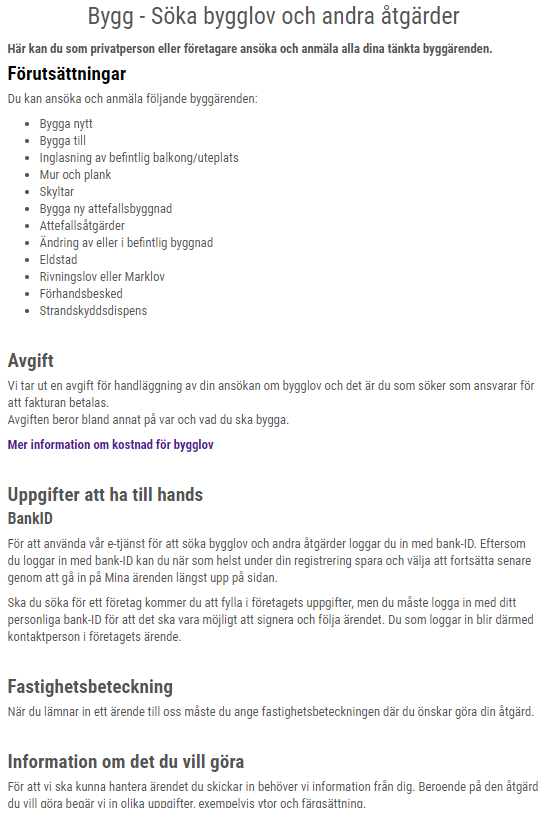 Bygg - Söka bygglov och andra åtgärder
Här kan du som privatperson eller företagare ansöka och anmäla alla dina tänkta byggärenden.
Förutsättningar
Du kan ansöka och anmäla följande byggärenden:
Bygga nytt
Bygga till
Inglasning av befintlig balkong/uteplats
Mur och plank
Skyltar
Bygga ny attefallsbyggnad
Attefallsåtgärder
Ändring av eller i befintlig byggnad
Eldstad
Rivningslov eller Marklov
Förhandsbesked
Strandskyddsdispens
Avgift
Vi tar ut en avgift för handläggning av din ansökan om bygglov och det är du som söker som ansvarar för
att fakturan betalas.
Avgiften beror bland annat på var och vad du ska bygga.
Mer information om kostnad för bygglov
Uppgifter att ha till hands
BankID
För att använda vår e-tjänst för att söka bygglov och andra åtgärder loggar du in med bank-ID. Eftersom
du loggar in med bank-ID kan du när som helst under din registrering spara och välja att fortsätta senare
genom att gå in på Mina ärenden längst upp på sidan.
Ska du söka för ett företag kommer du att fylla i företagets uppgifter, men du måste logga in med ditt
personliga bank-ID för att det ska vara möjligt att signera och följa ärendet. Du som loggar in blir därmed
kontaktperson i företagets ärende.
Fastighetsbeteckning
När du lämnar in ett ärende till oss måste du ange fastighetsbeteckningen där du önskar göra din åtgärd.
Information om det du vill göra
För att vi ska kunna hantera ärendet du skickar in behöver vi information från dig. Beroende på den åtgärd
du vill göra begär vi in olika uppgifter, exempelvis ytor och färgsättning.